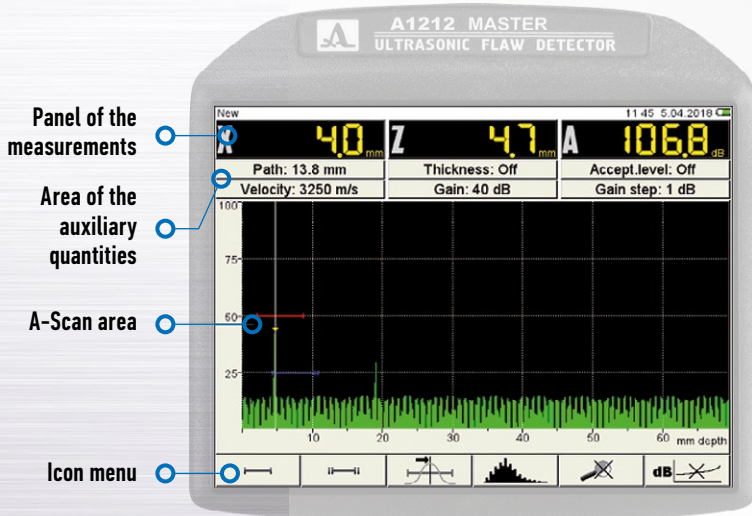 A1212 MASTER
ULTRASONIC FLAW DETECTOR
Panel of the
measurements
Area of the
auxiliary
quantities
A-Scan area
Icon menu
New
11 45 5.04.2018
X 4.0 mm Z 4.7 mm A 106.8 dB
Path: 13.8 mm Thickness: Off Accept.level: Off
Velocity: 3250 m/s Gain: 40 dB Gain step: 1 dB
100
75
50
25
10 20 30 40 50 60 mm depth
dB